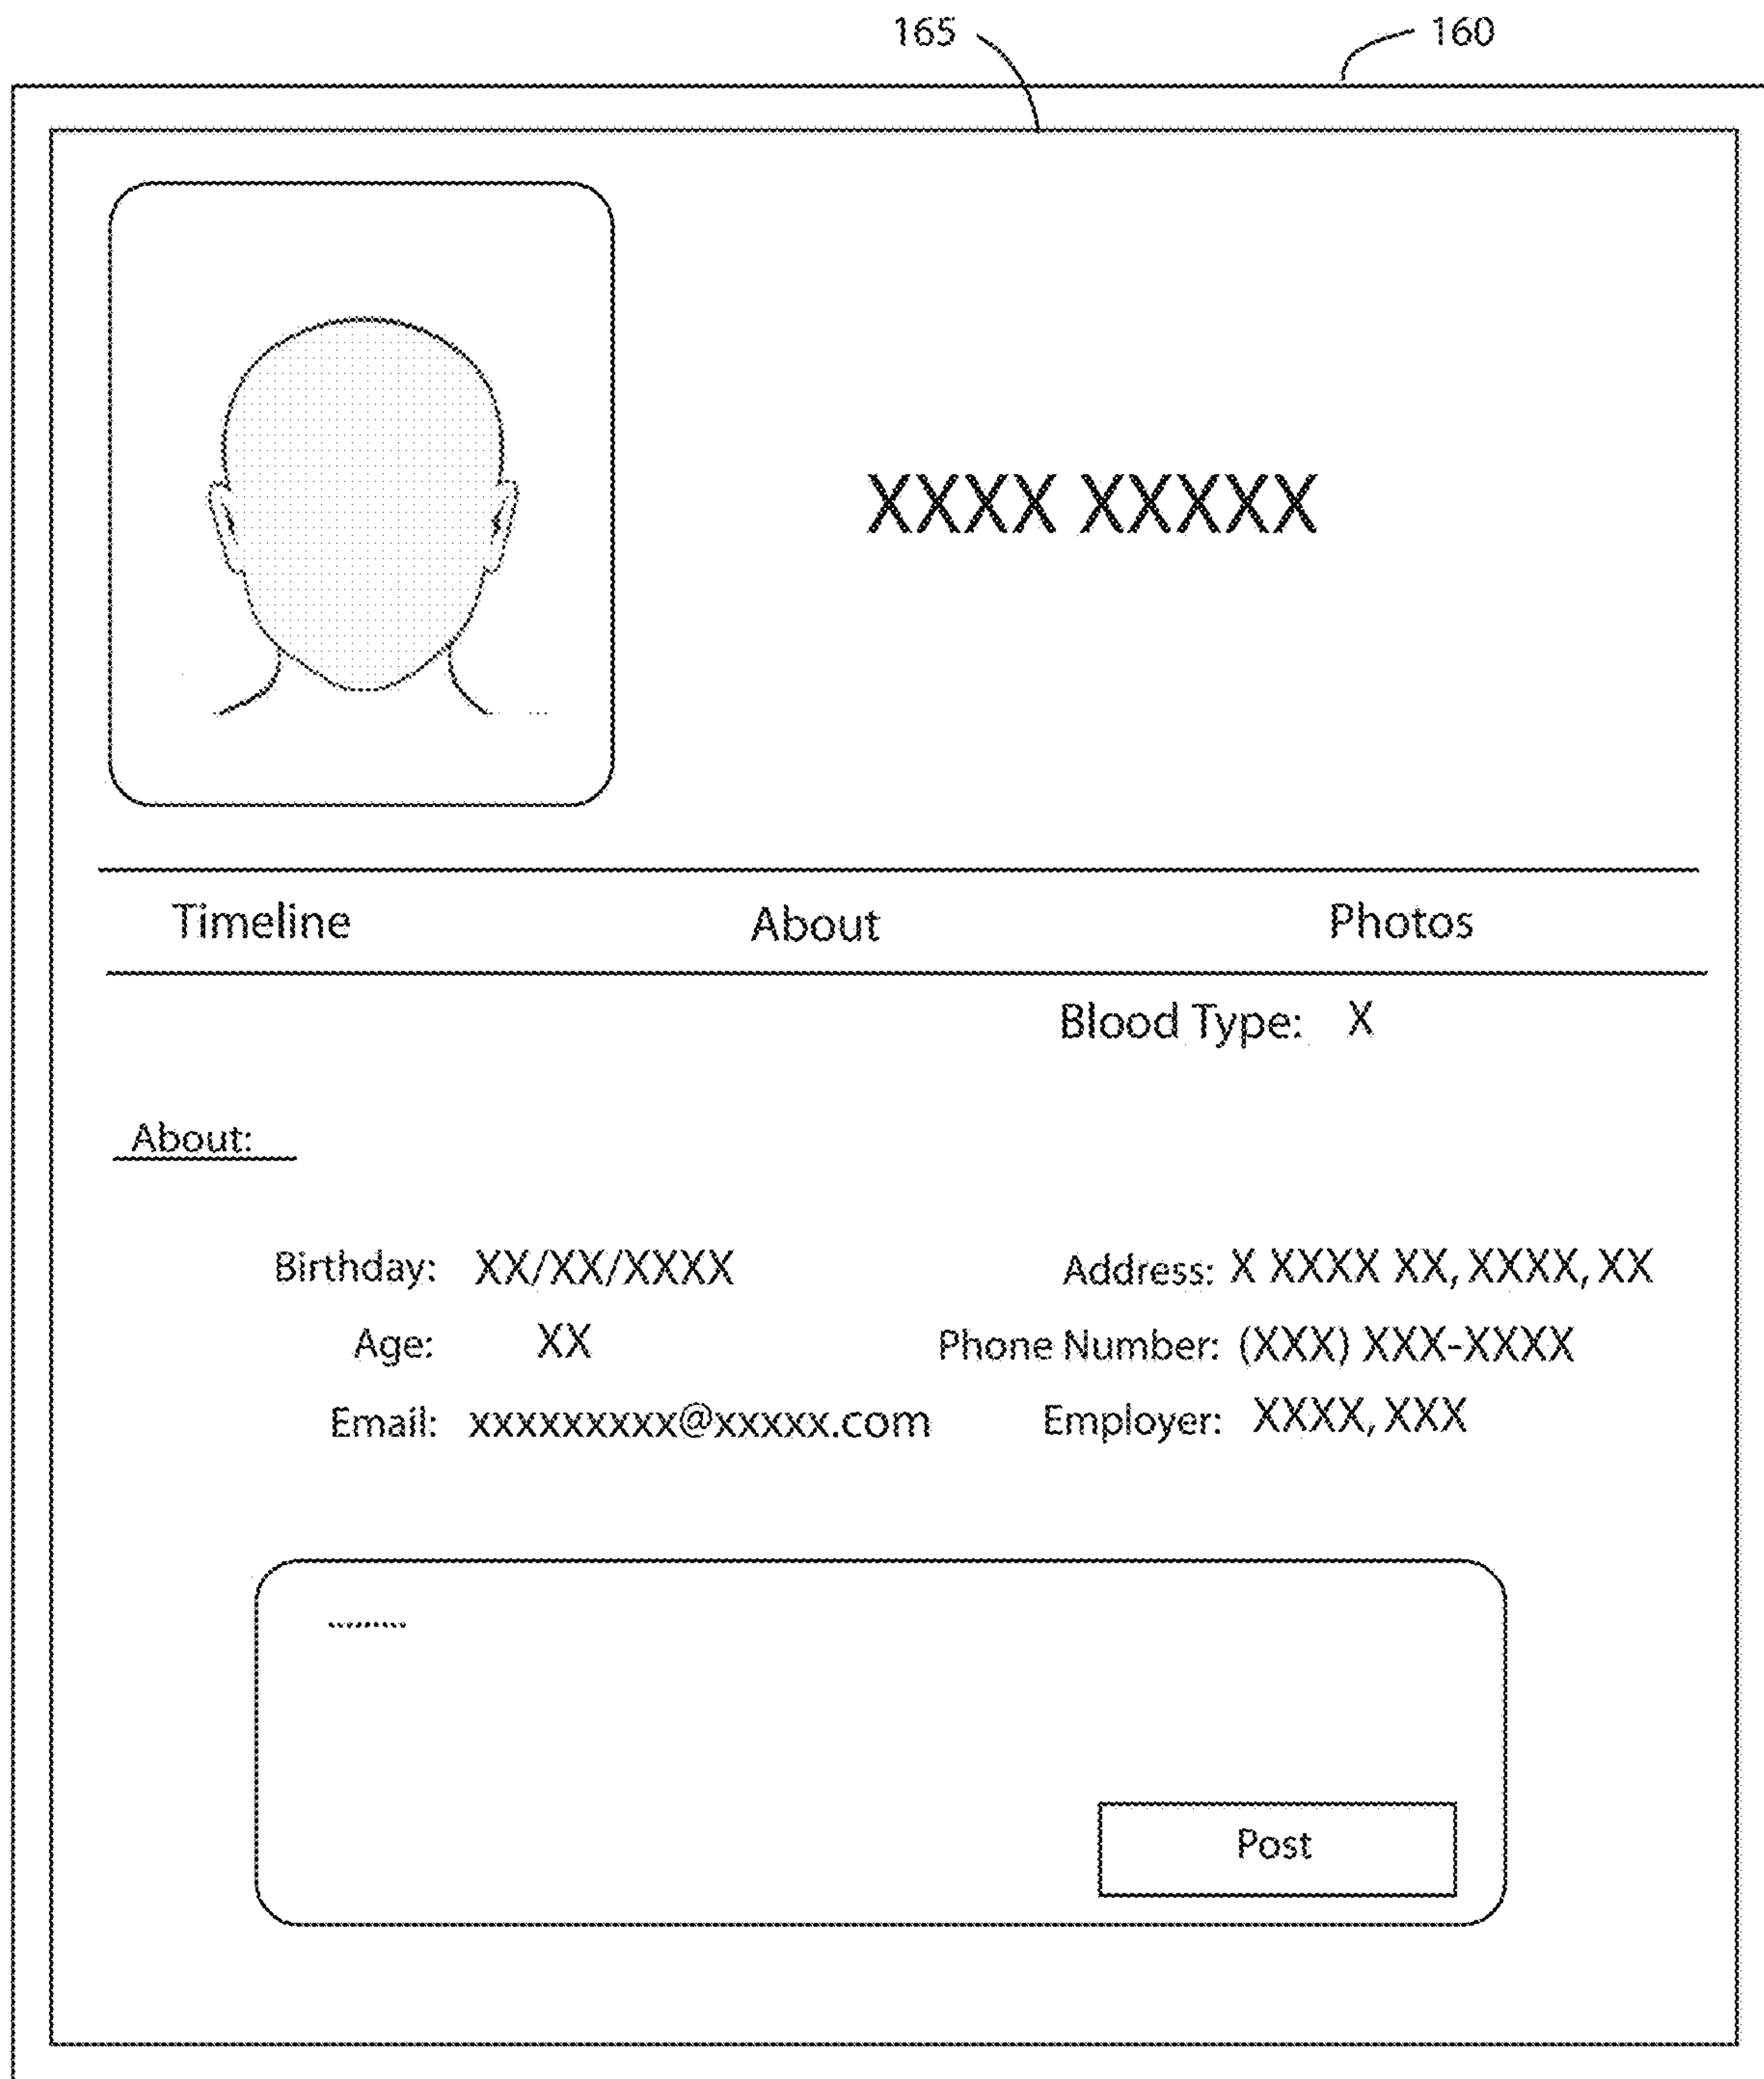 165 160
XXXX XXXXX
Timeline About Photos
Blood Type: X
About:
Birthday: XX/XX/XXXX Address: X XXXX XX, XXXX, XX
Age: XX Phone Number: (XXX) XXX-XXXX
Email: xxxxxxxxx@xxxxx.com Employer: XXXX, XXX
Post